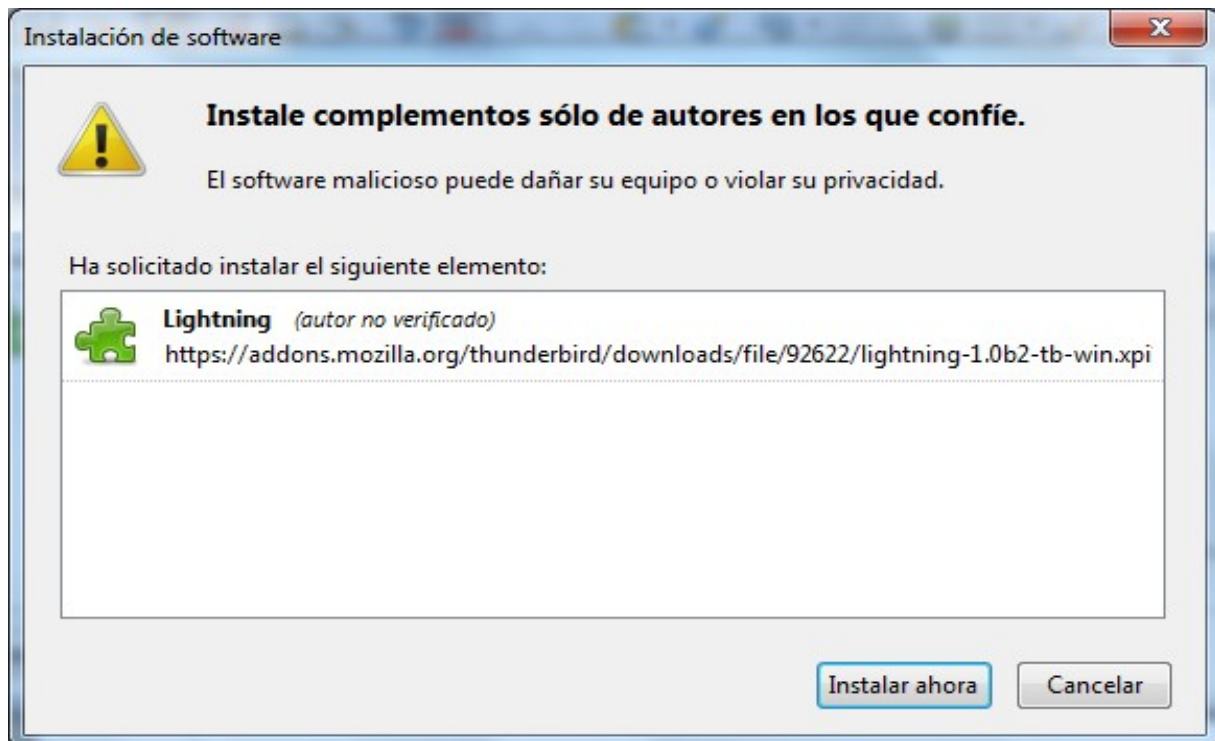 Instalación de software
Instale complementos sólo de autores en los que confíe.
El software malicioso puede dañar su equipo o violar su privacidad.
Ha solicitado instalar el siguiente elemento:
Lightning (autor no verificado)
https://addons.mozilla.org/thunderbird/downloads/file/92622/lightning-1.0b2-tb-win.xpi
Instalar ahora Cancelar